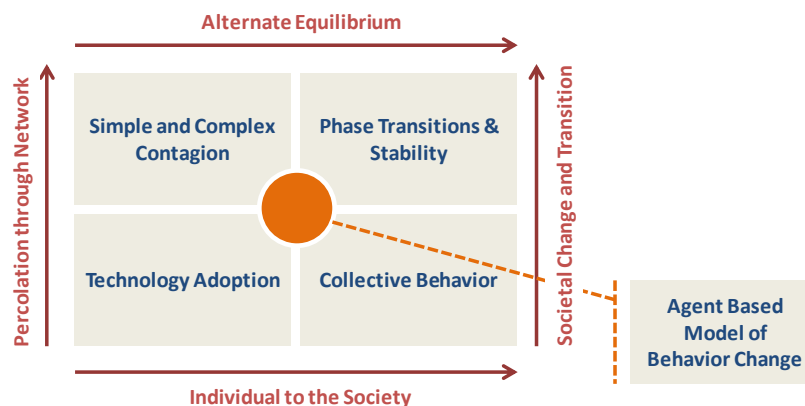 Alternate Equilibrium
Percolation through Network
Simple and Complex
Contagion
Phase Transitions &
Stability
Societal Change and Transition
Technology Adoption
Collective Behavior
Agent Based
Model of
Behavior Change
Individual to the Society